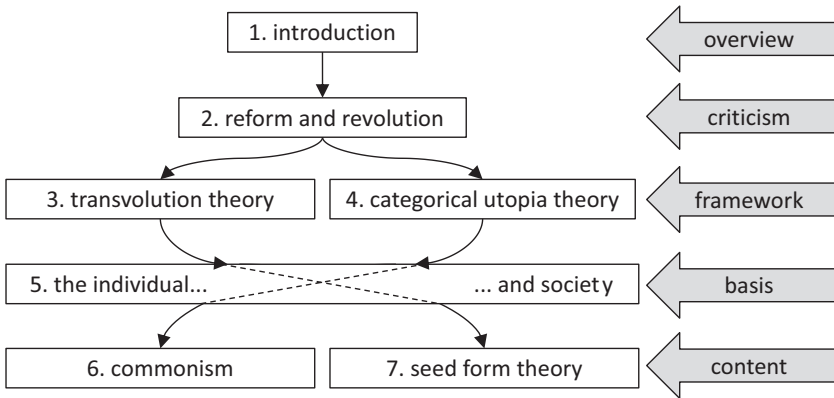 1. introduction
overview
2. reform and revolution
criticism
3. transvolution theory
4. categorical utopia theory
framework
5. the individual...
... and society
basis
6. commonism
7. seed form theory
content